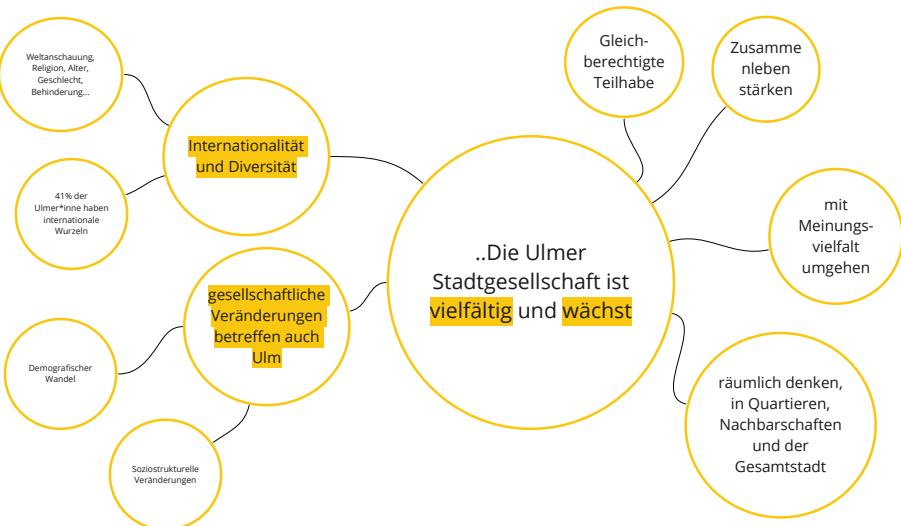 Weltanschauung,
Religion, Alter,
Geschlecht,
Behinderung...
Internationalität
und Diversität
41% der
Ulmer*inne haben
internationale
Wurzeln
gesellschaftliche
Veränderungen
betreffen auch
Ulm
Demografischer
Wandel
Soziostrukturelle
Veränderungen
..Die Ulmer
Stadtgesellschaft ist
vielfältig und wächst
Gleich-
berechtigte
Teilhabe
Zusamme
nleben
stärken
mit
Meinungs-
vielfalt
umgehen
räumlich denken,
in Quartieren,
Nachbarschaften
und der
Gesamtstadt